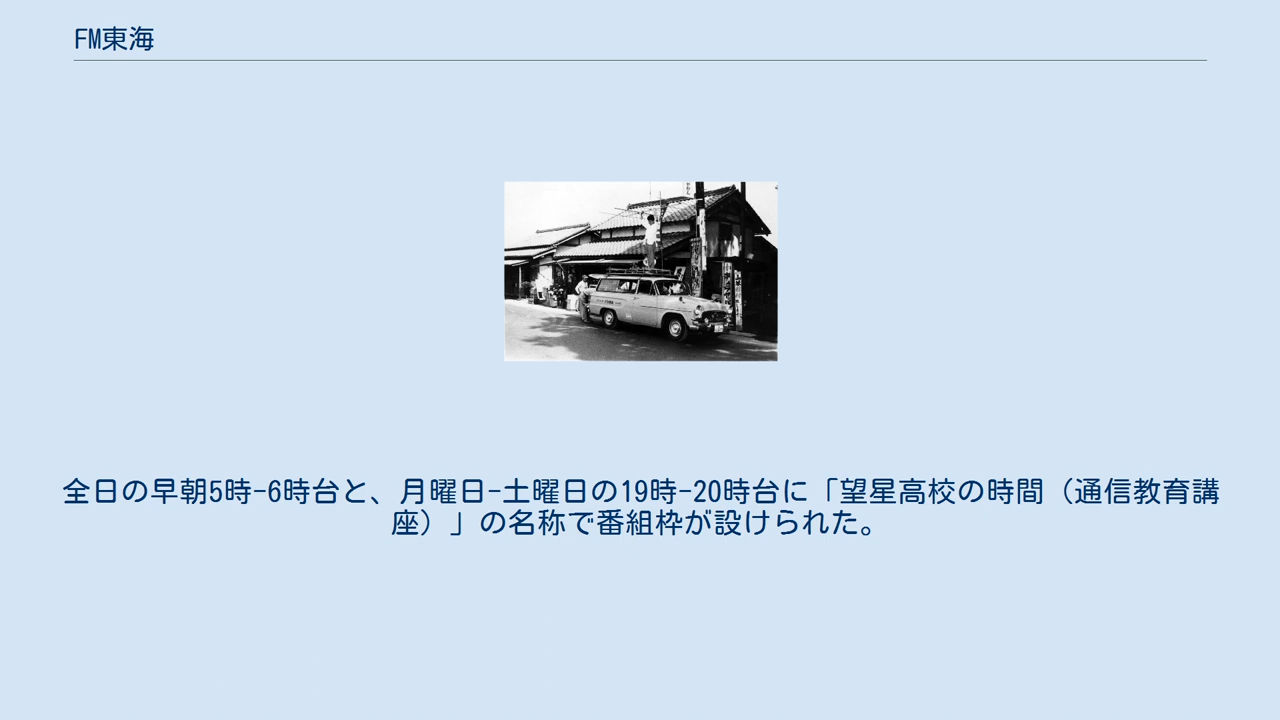 FM東海
全日の早朝5時-6時台と、月曜日-土曜日の19時-20時台に「望星高校の時間（通信教育講
座）」の名称で番組枠が設けられた。